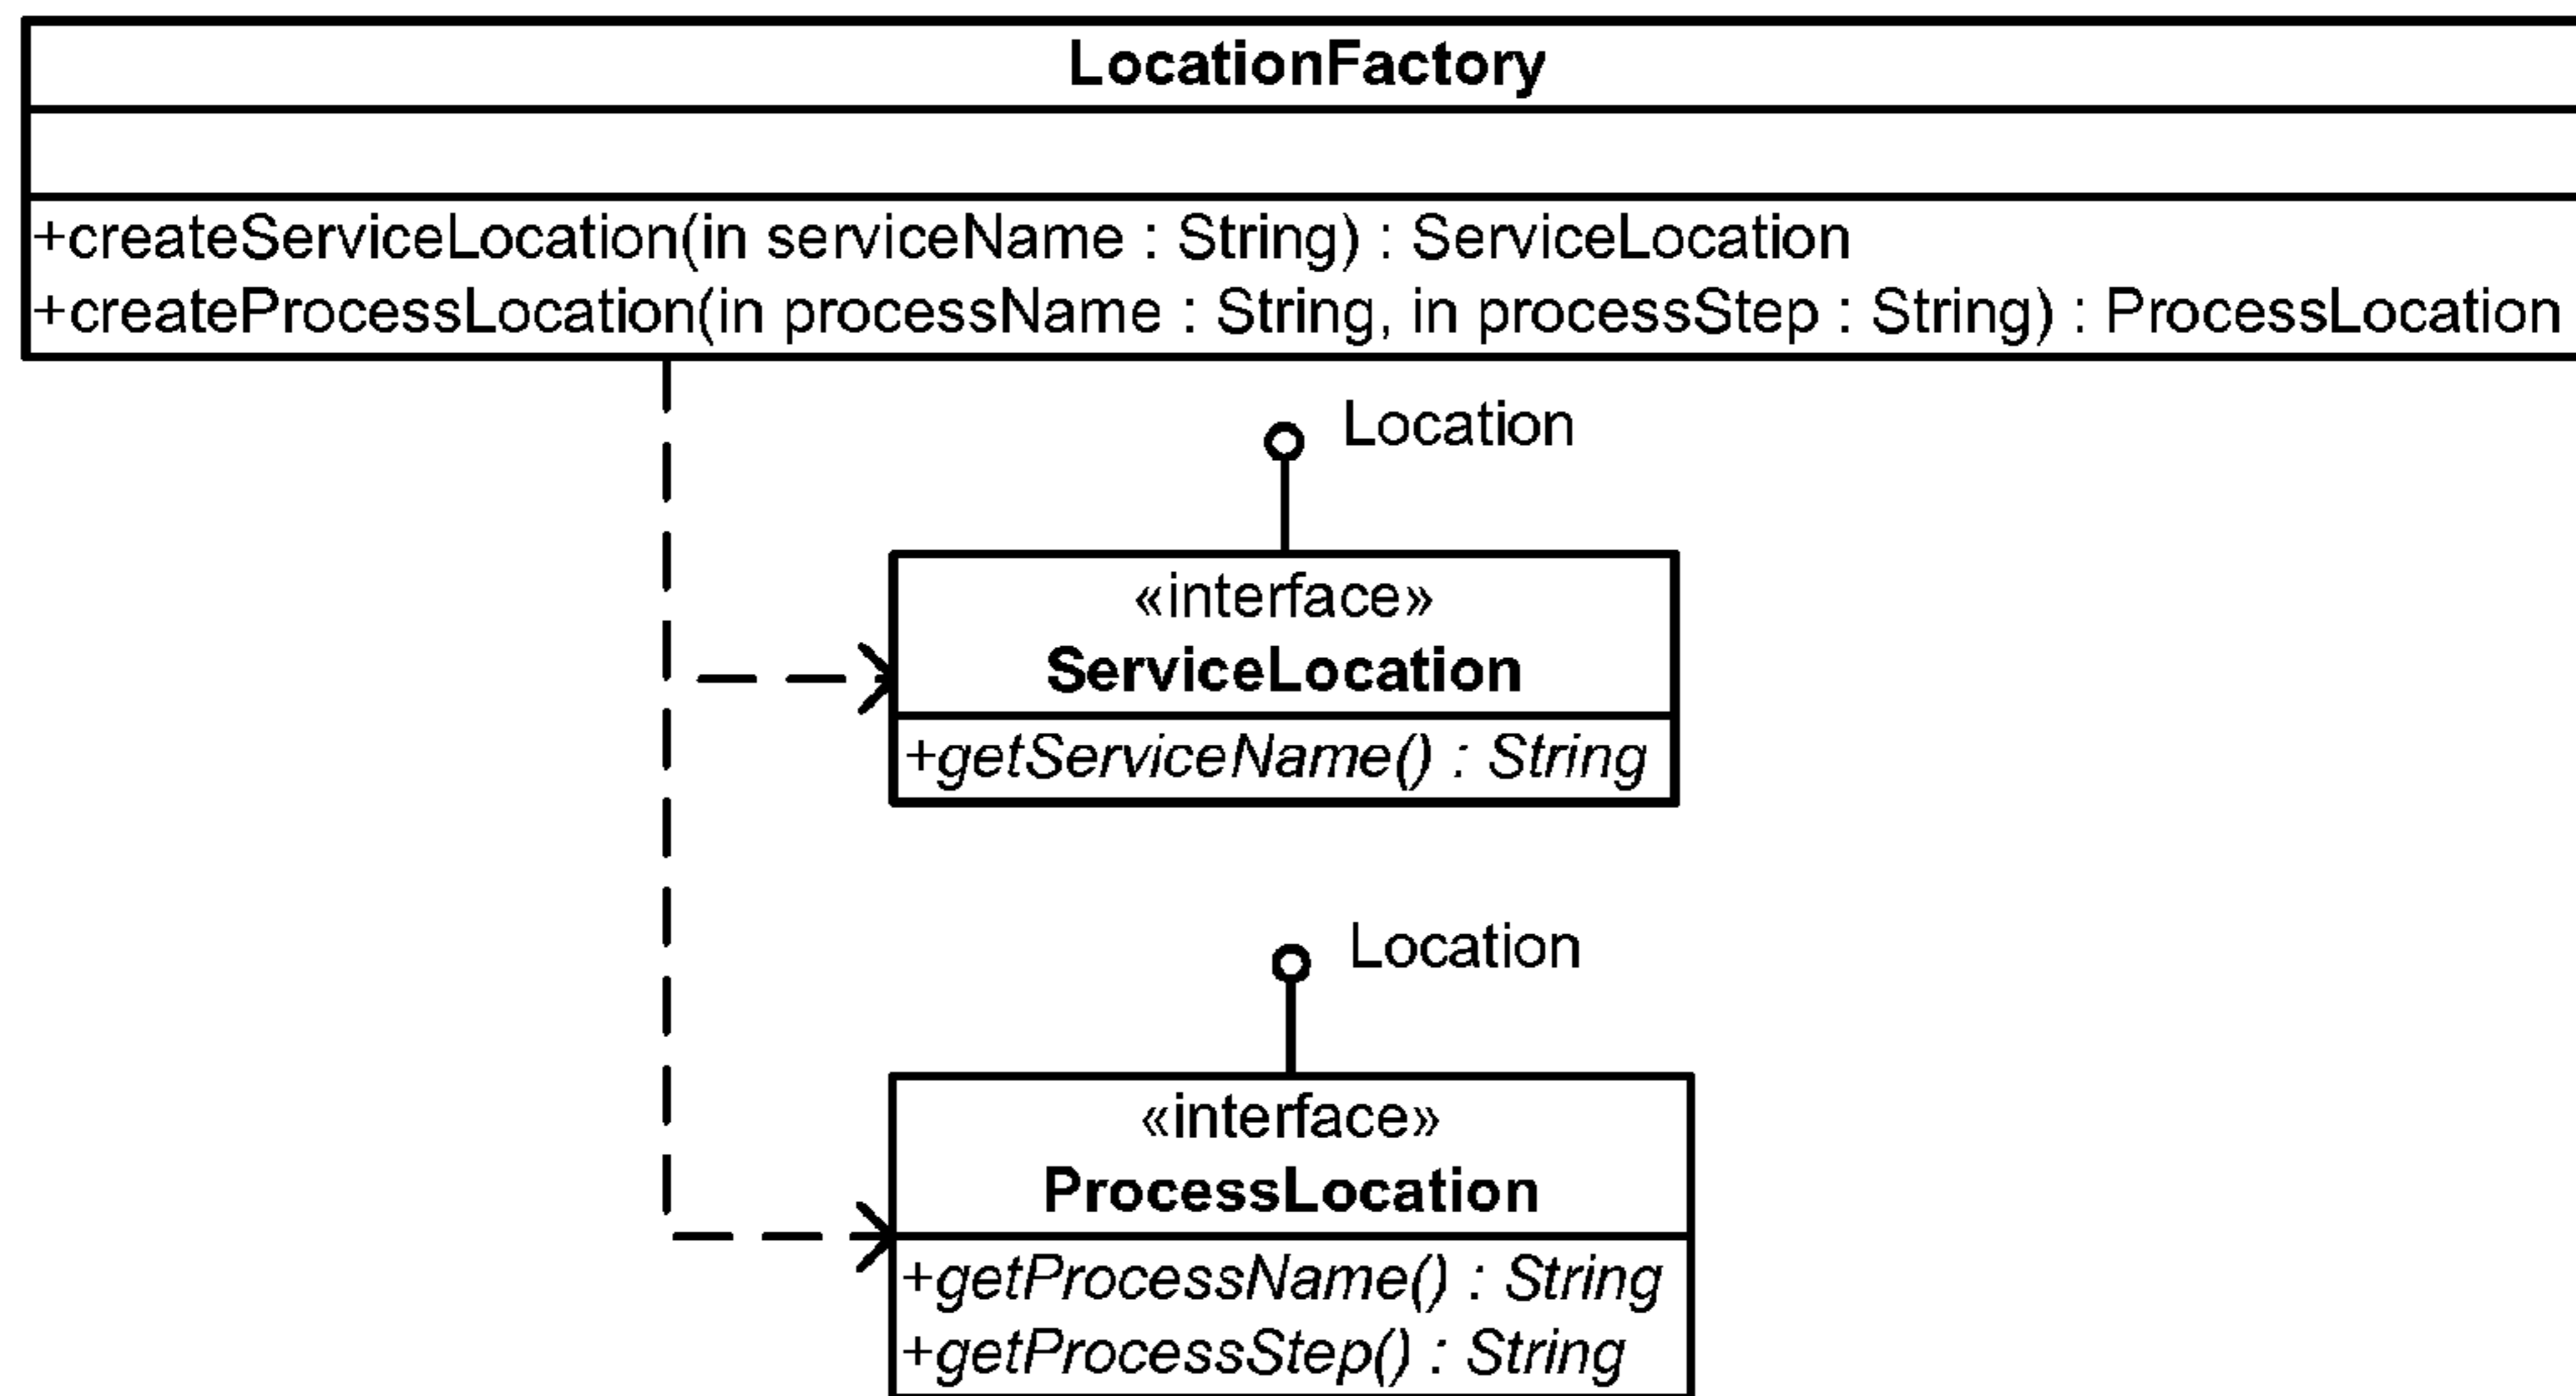 LocationFactory
+createServiceLocation(in serviceName : String) : ServiceLocation
+createProcessLocation(in processName : String, in processStep : String) : ProcessLocation
Location
«interface»
ServiceLocation
+getServiceName() : String
Location
«interface»
ProcessLocation
+getProcessName() : String
+getProcessStep() : String